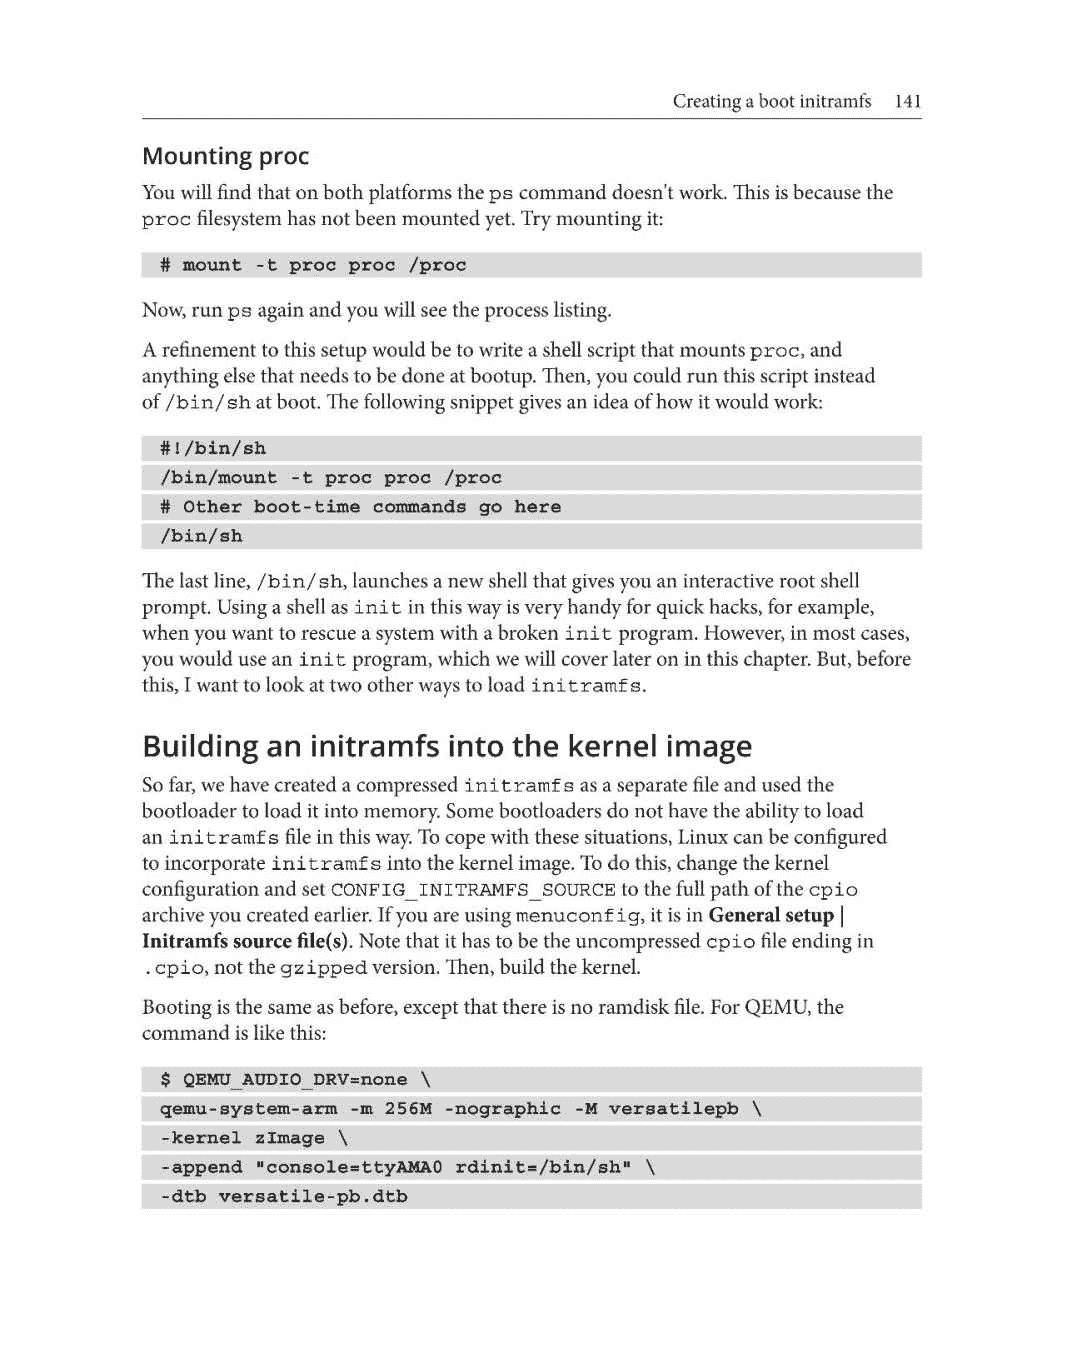 Creating a boot initramfs 141
Mounting proc
You will find that on both platforms the ps command doesn't work. This is because the
proc filesystem has not been mounted yet. Try mounting it:
# mount -t proc proc /proc
Now, run ps again and you will see the process listing.
A refinement to this setup would be to write a shell script that mounts proc, and
anything else that needs to be done at bootup. Then, you could run this script instead
of /bin/sh at boot. The following snippet gives an idea of how it would work:
#!/bin/sh
/bin/mount -t proc proc /proc
# Other boot-time commands go here
/bin/sh
The last line, /bin/sh, launches a new shell that gives you an interactive root shell
prompt. Using a shell as init in this way is very handy for quick hacks, for example,
when you want to rescue a system with a broken init program. However, in most cases,
you would use an init program, which we will cover later on in this chapter. But, before
this, I want to look at two other ways to load initramfs.
Building an initramfs into the kernel image
So far, we have created a compressed initramfs as a separate file and used the
bootloader to load it into memory. Some bootloaders do not have the ability to load
an initramfs file in this way. To cope with these situations, Linux can be configured
to incorporate initramfs into the kernel image. To do this, change the kernel
configuration and set CONFIG_INITRAMFS_SOURCE to the full path of the cpio
archive you created earlier. If you are using menuconfig, it is in General setup |
Initramfs source file(s). Note that it has to be the uncompressed cpio file ending in
.cpio, not the gzipped version. Then, build the kernel.
Booting is the same as before, except that there is no ramdisk file. For QEMU, the
command is like this:
$ QEMU_AUDIO_DRV=none \
qemu-system-arm -m 256M -nographic -M versatilepb \
-kernel zImage \
-append "console=ttyAMA0 rdinit=/bin/sh" \
-dtb versatile-pb.dtb